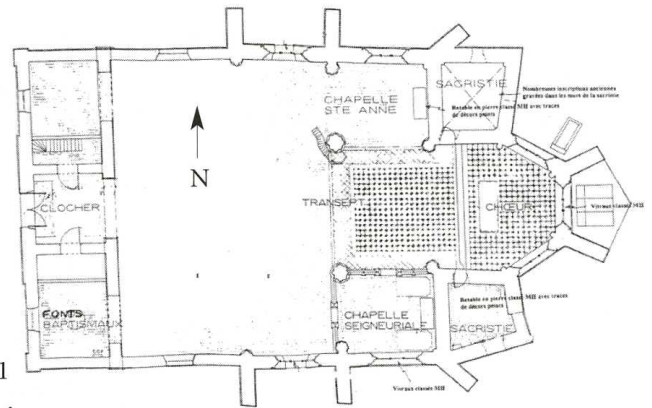 SACRISTIE
Nombreuses inscriptions anciennes
gravées dans les murs de la sacristie
CHAPELLE
STE ANNE
Retable en pierre classé MH avec traces
de décors peints
N
CLOCHER
TRANSEPT
CHŒUR
Vitraux classés MH
FONTS
BAPTISMAUX
CHAPELLE
SEIGNEURIALE
Retable en pierre classé MH avec traces
de décors peints
SACRISTIE
Vitraux classés MH